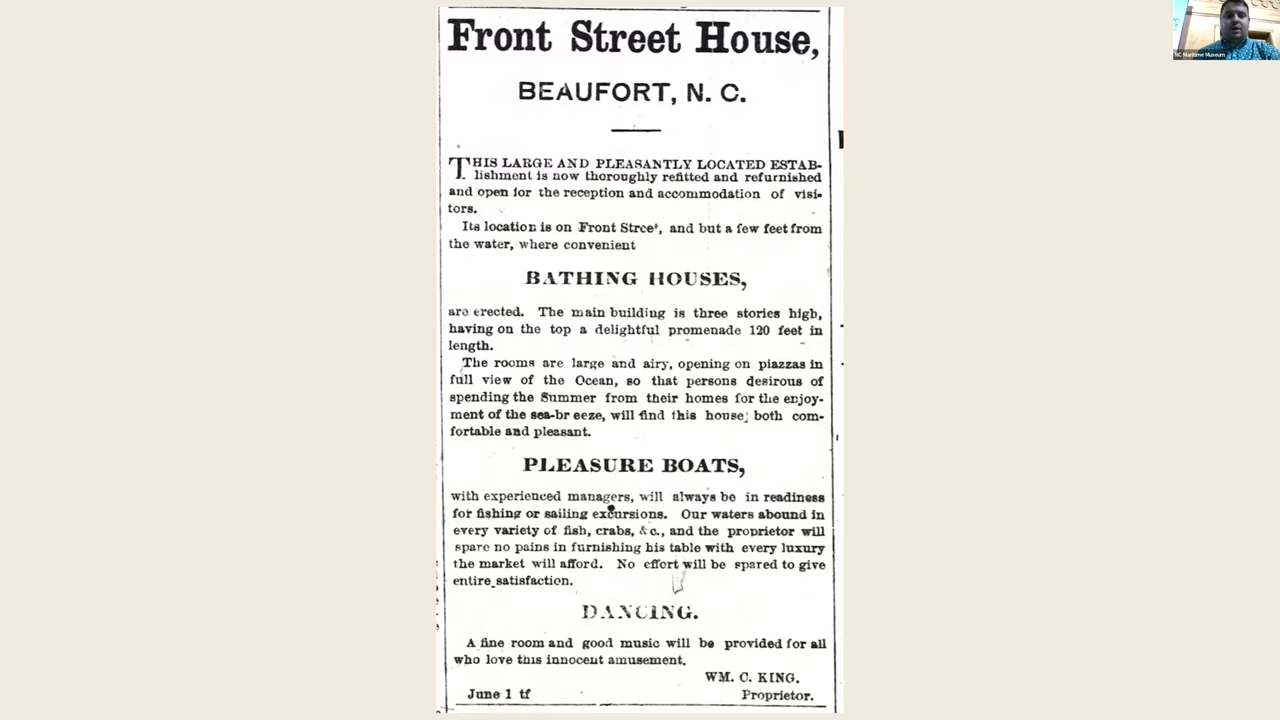 Front Street House,
BEAUFORT, N. C.
THIS LARGE AND PLEASANTLY LOCATED ESTAB-
lishment is now thoroughly refitted and refurnished
and open for the reception and accommodation of visi-
tors.
Its location is on Front Street, and but a few feet from
the water, where convenient
BATHING HOUSES,
are erected. The main building is three stories high,
having on the top a delightful promenade 120 feet in
length.
The rooms are large and airy, opening on piazzas in
full view of the Ocean, so that persons desirous of
spending the Summer from their homes for the enjoy-
ment of the sea-br eeze, will find this house; both com-
fortable and pleasant.
PLEASURE BOATS,
with experienced managers, will always be in readiness
for fishing or sailing excursions. Our waters abound in
every variety of fish, crabs, &c., and the proprietor will
spare no pains in furnishing his table with every luxury
the market will afford. No effort will be spared to give
entire satisfaction.
DANCING.
A fine room and good music will be provided for all
who love this innocent amusement.
WM. C. KING.
June 1 tf Proprietor.
NC Maritime Museum